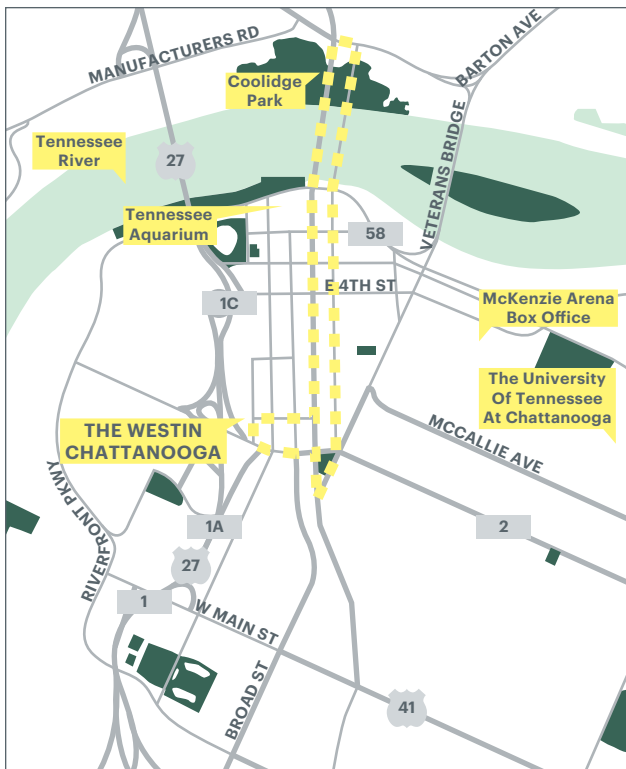 MANUFACTURERS RD
BARTON AVE
Coolidge
Park
Tennessee
River
27
VETERANS BRIDGE
Tennessee
Aquarium
58
E 4TH ST
1C
McKenzie Arena
Box Office
The University
Of Tennessee
At Chattanooga
THE WESTIN
CHATTANOOGA
MCCALLIE AVE
RIVERFRONT PKWY
1A
2
27
1
W MAIN ST
BROAD ST
41